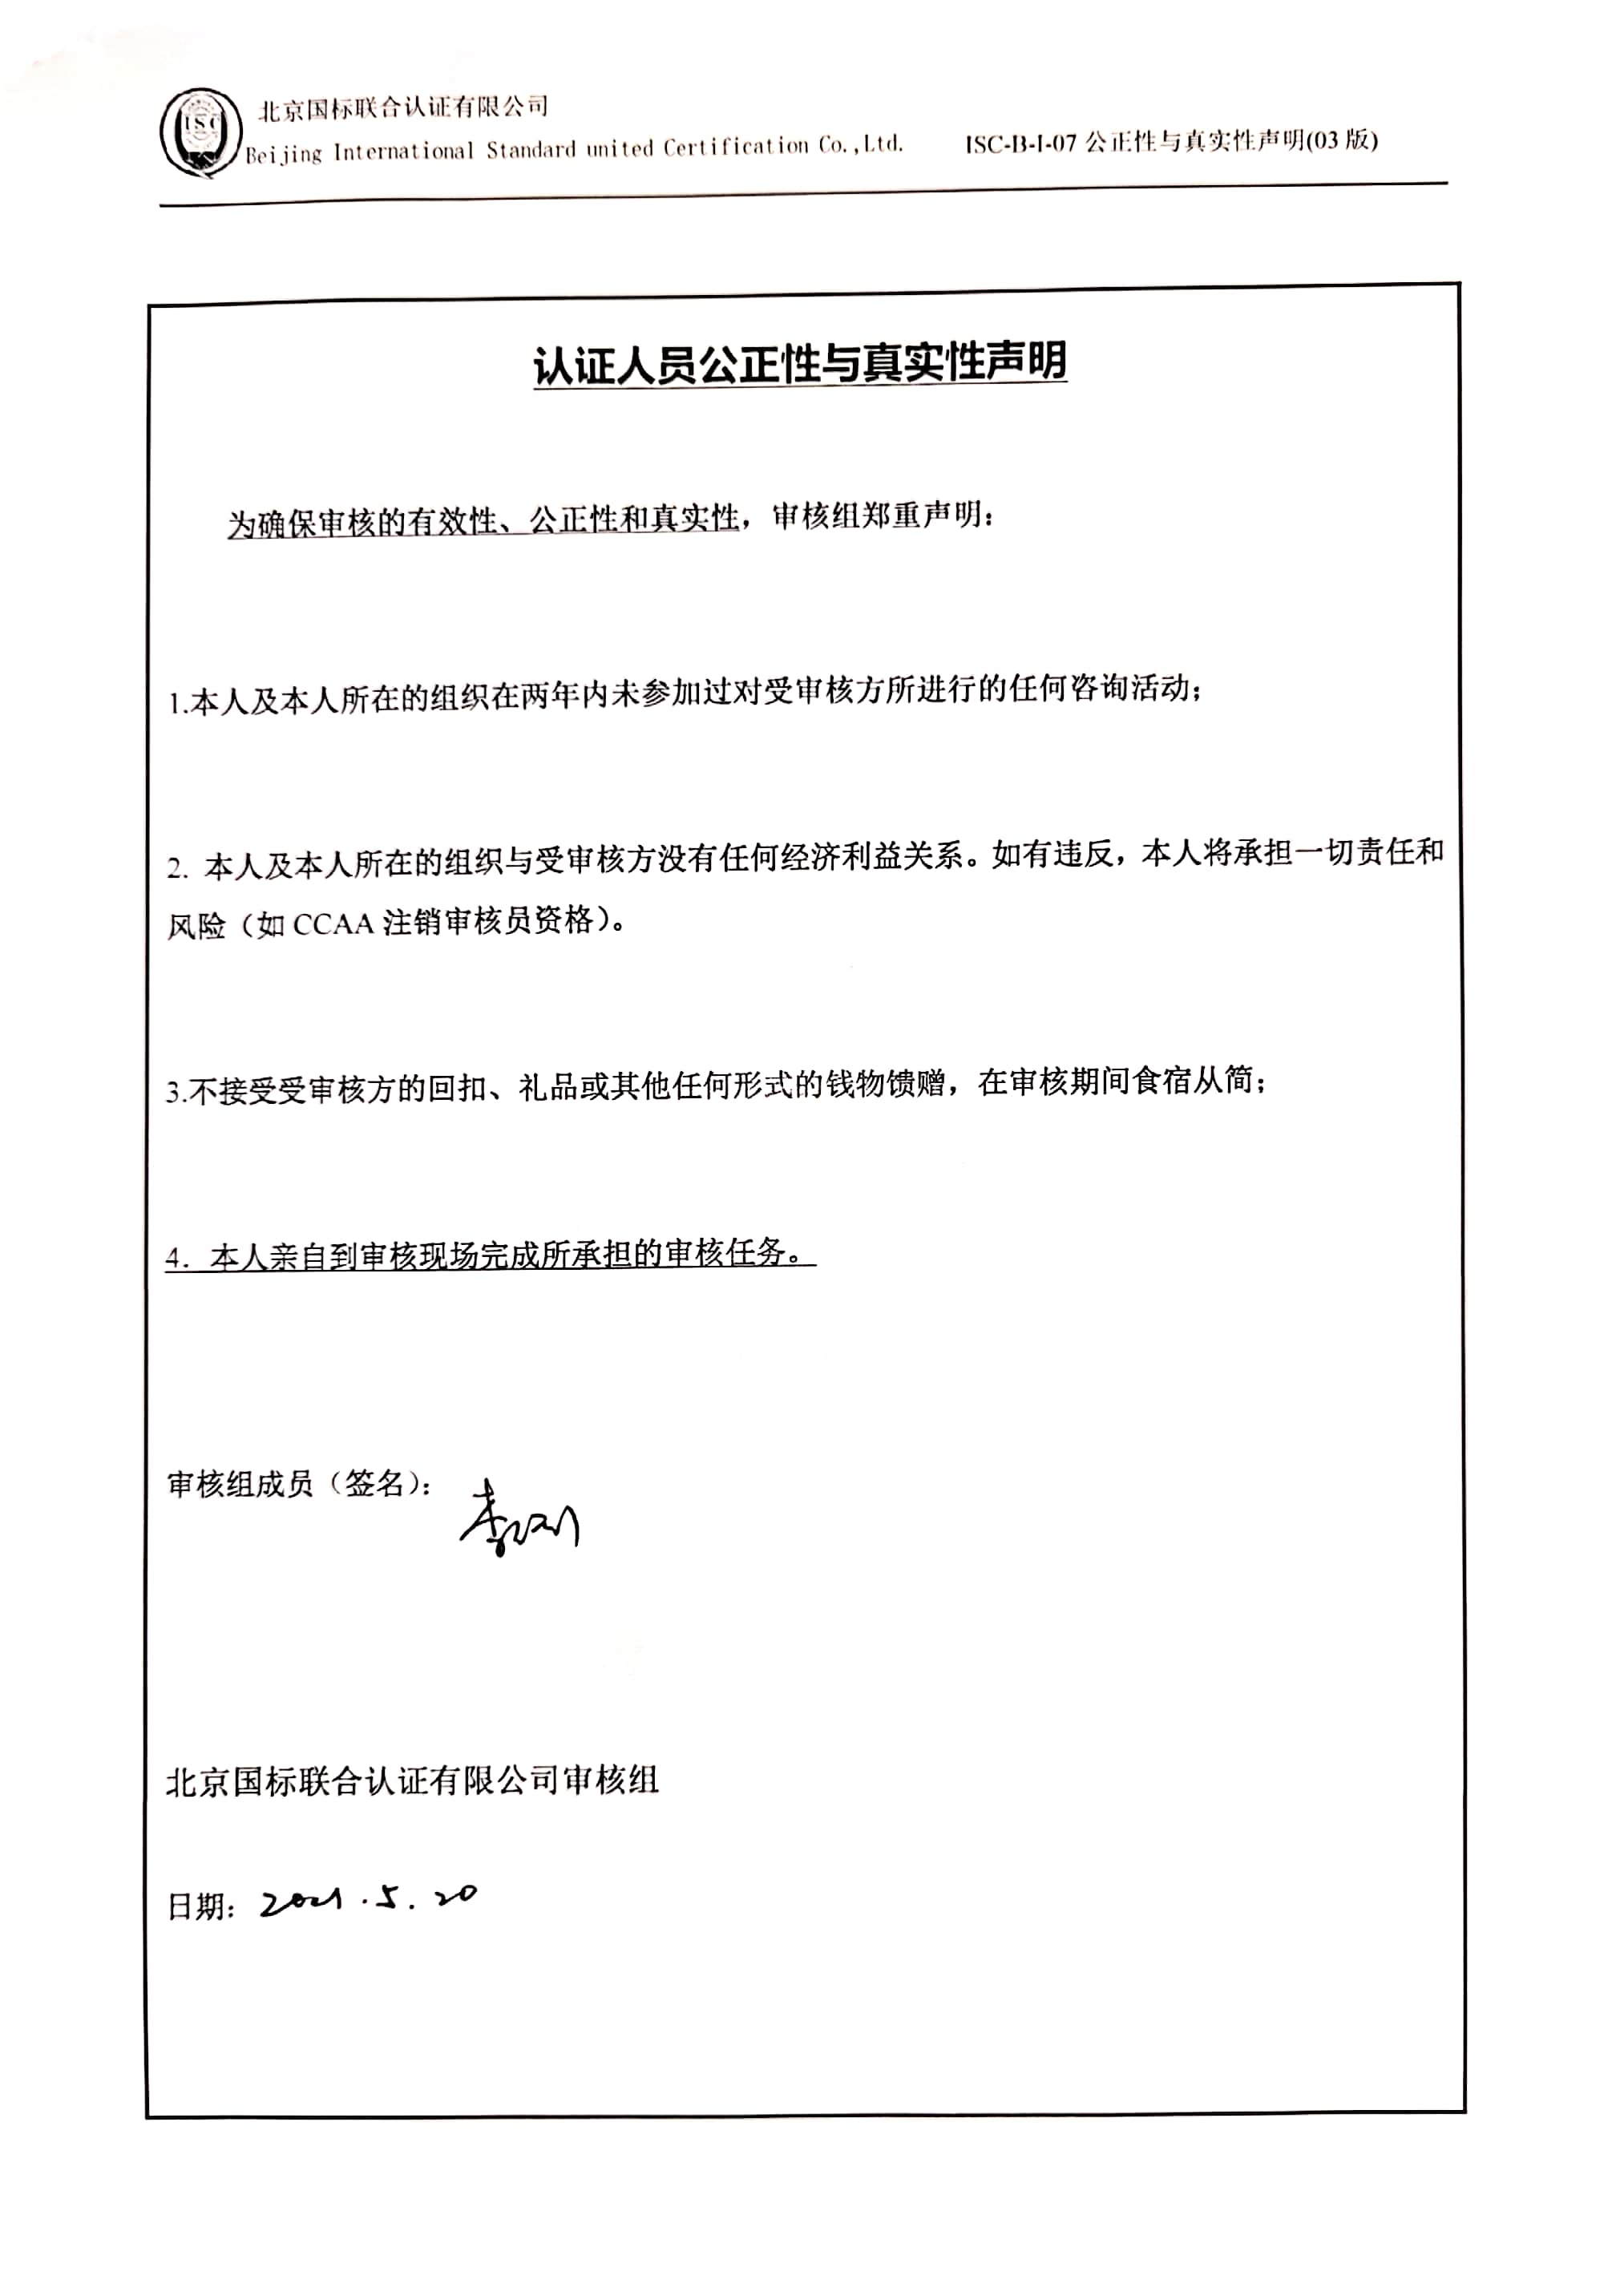 北京国标联合认证有限公司
Beijing International Standard united Certification Co.,Ltd. ISC-B-I-07 公正性与真实性声明(03 版)
ISC
认证人员公正性与真实性声明
为确保审核的有效性、公正性和真实性，审核组郑重声明：
1.本人及本人所在的组织在两年内未参加过对受审核方所进行的任何咨询活动；
2. 本人及本人所在的组织与受审核方没有任何经济利益关系。如有违反，本人将承担一切责任和
风险（如 CCAA 注销审核员资格）。
3.不接受受审核方的回扣、礼品或其他任何形式的钱物馈赠，在审核期间食宿从简；
4．本人亲自到审核现场完成所承担的审核任务。
审核组成员（签名）：
北京国标联合认证有限公司审核组
日期：2021.5.20